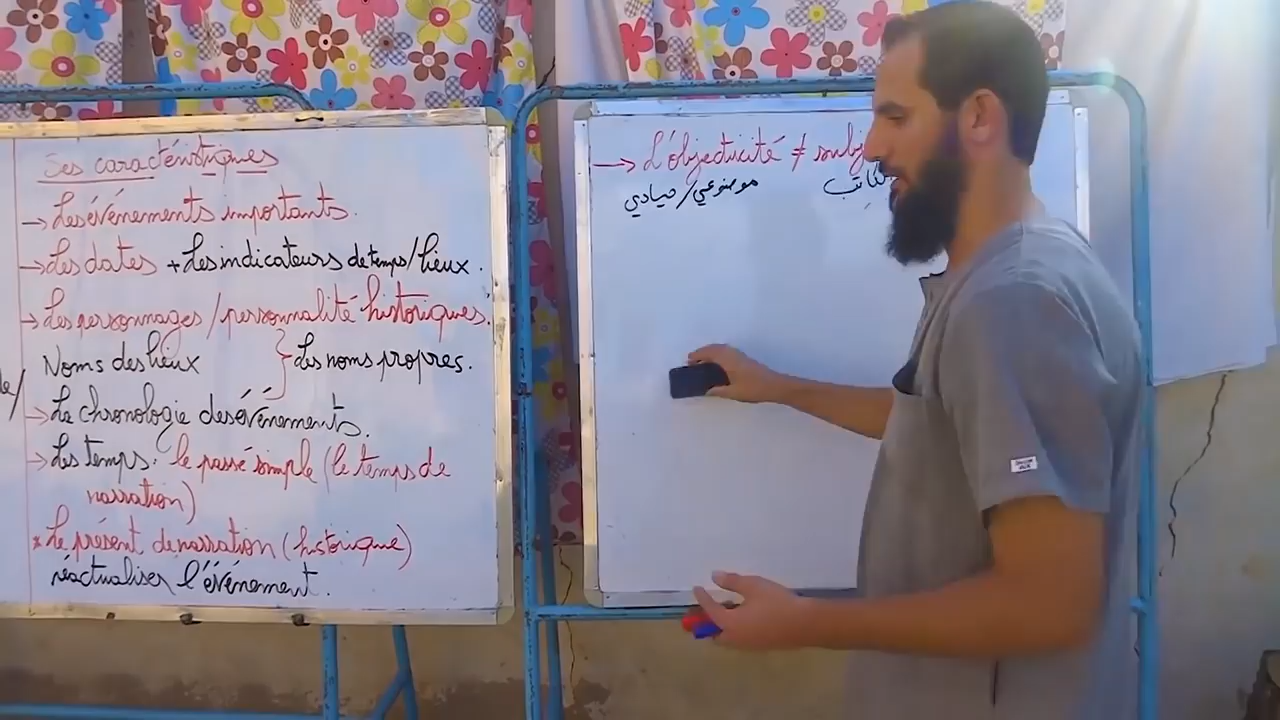 Ses caractéristiques
→ Les événements importants.
→ Les dates + Les indicateurs de temps/lieux.
→ Les personnages/personnalité historiques.
Noms des lieux } Les noms propres.
→ La chronologie des événements.
→ Les temps. le passé simple (le temps de
narration)
* Le présent de narration (historique)
réactualiser l'événement.
→ L'objecticité ≠ subj
موضوعي/حيادي